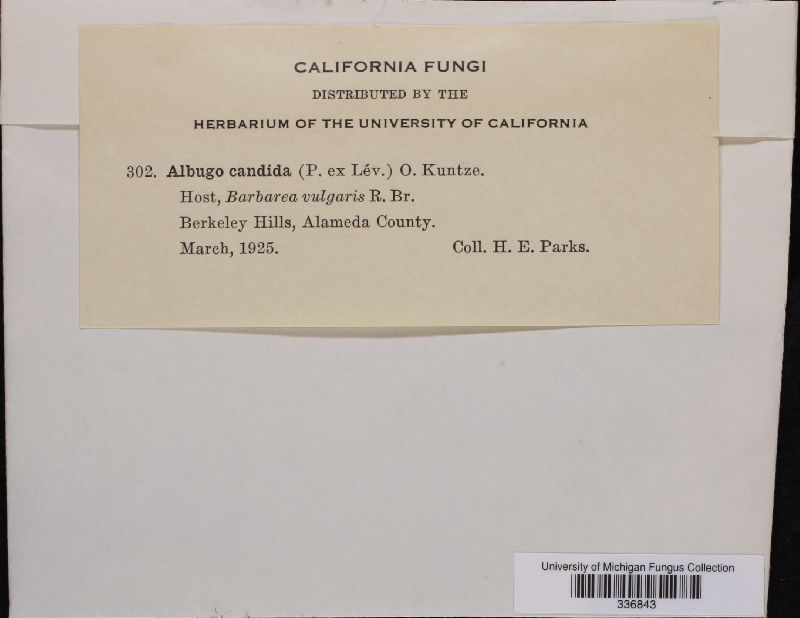 CALIFORNIA FUNGI
DISTRIBUTED BY THE
HERBARIUM OF THE UNIVERSITY OF CALIFORNIA
302. Albugo candida (P. ex Lév.) O. Kuntze.
Host, Barbarea vulgaris R. Br.
Berkeley Hills, Alameda County.
March, 1925. Coll. H. E. Parks.
University of Michigan Fungus Collection
336843